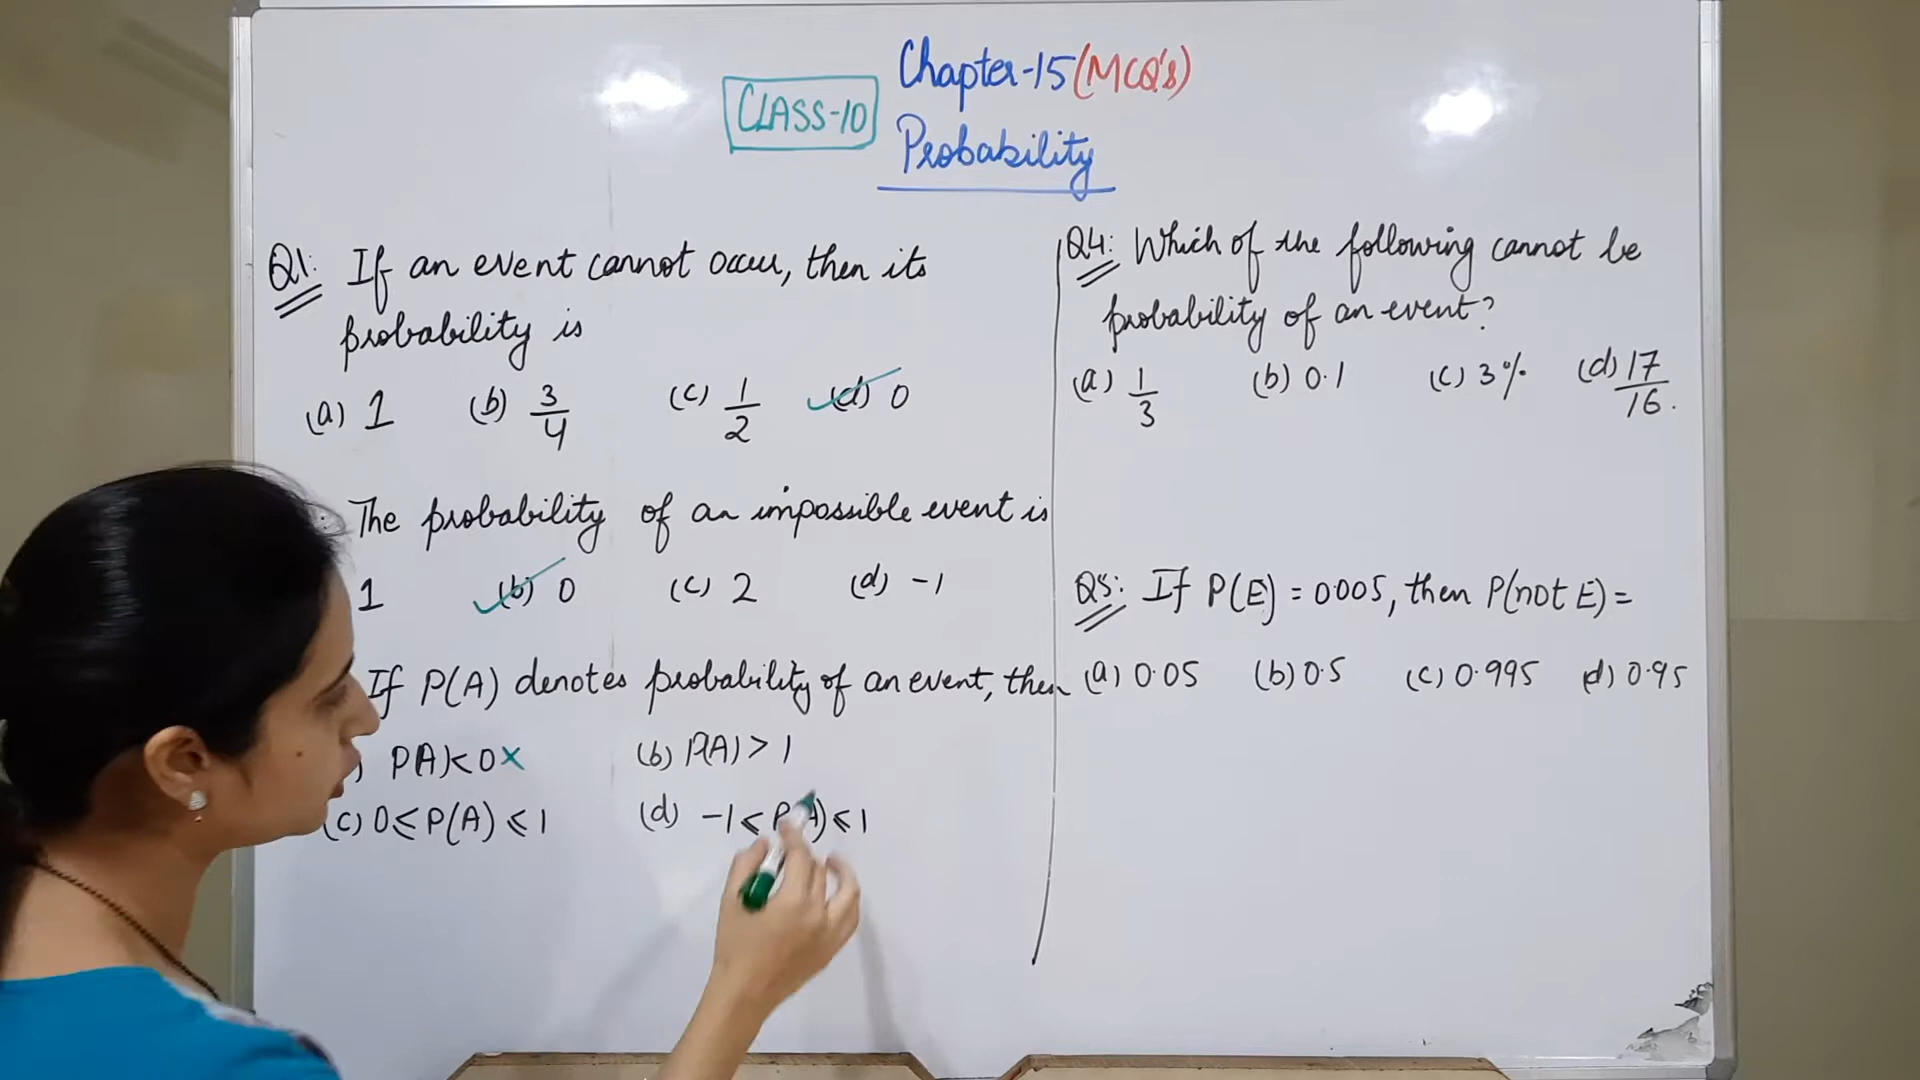 CLASS-10
Chapter-15(MCQ's)
Probability
Q1: If an event cannot occur, then its
probability is
(a) 1 (b) 3/4 (c) 1/2 (d) 0
The probability of an impossible event is
1 (b) 0 (c) 2 (d) -1
If P(A) denotes probability of an event, then
) P(A)<0 x (b) P(A) > 1
(c) 0 ≤ P(A) ≤ 1 (d) -1 ≤ P(A) ≤ 1
Q4: Which of the following cannot be
probability of an event?
(a) 1/3 (b) 0.1 (c) 3% (d) 17/16.
Q5: If P(E) = 0.005, then P(not E) =
(a) 0.05 (b) 0.5 (c) 0.995 (d) 0.95